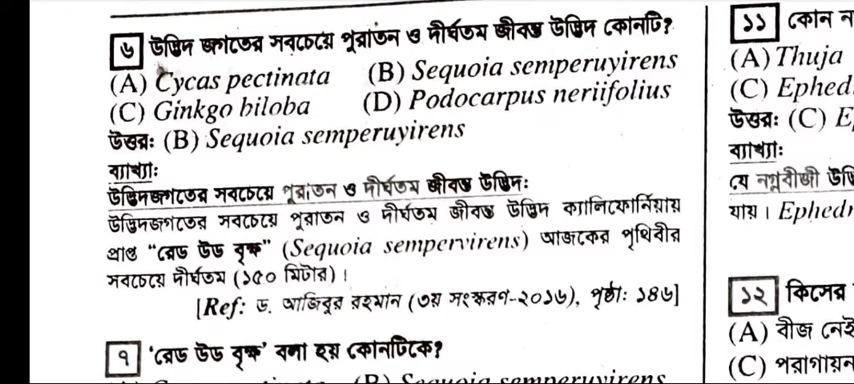 ৬ উদ্ভিদ জগতের সবচেয়ে পুরাতন ও দীর্ঘতম জীবন্ত উদ্ভিদ কোনটি?
(A) Cycas pectinata (B) Sequoia semperuyirens
(C) Ginkgo biloba (D) Podocarpus neriifolius
উত্তর: (B) Sequoia semperuyirens
ব্যাখ্যা:
উদ্ভিদজগতের সবচেয়ে পুরাতন ও দীর্ঘতম জীবন্ত উদ্ভিদ:
উদ্ভিদজগতের সবচেয়ে পুরাতন ও দীর্ঘতম জীবন্ত উদ্ভিদ ক্যালিফোর্নিয়ায়
প্রাপ্ত “রেড উড বৃক্ষ” (Sequoia sempervirens) আজকের পৃথিবীর
সবচেয়ে দীর্ঘতম (১৫০ মিটার)।
[Ref: ড. আজিবুর রহমান (৩য় সংস্করণ-২০১৬), পৃষ্ঠা: ১৪৬]
৭ ‘রেড উড বৃক্ষ’ বলা হয় কোনটিকে?
Sequoia semperuyirens
১১ কোন
(A) Thuja
(C) Ephed
উত্তর: (C) E
ব্যাখ্যা:
যে নগ্নবীজী
যায়। Ephedr
১২ কিসের
(A) বীজ নেই
(C) পরাগায়ন